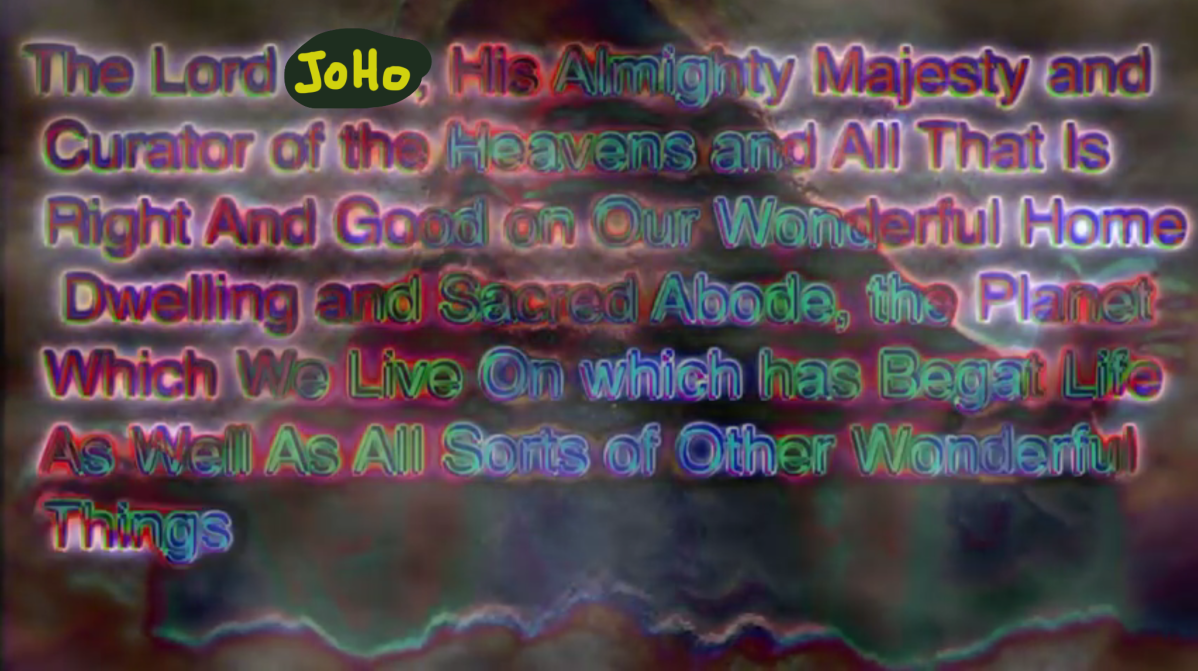 The Lord JoHo, His Almighty Majesty and
Curator of the Heavens and All That Is
Right And Good on Our Wonderful Home
Dwelling and Sacred Abode, the Planet
Which We Live On which has Begat Life
As Well As All Sorts of Other Wonderful
Things